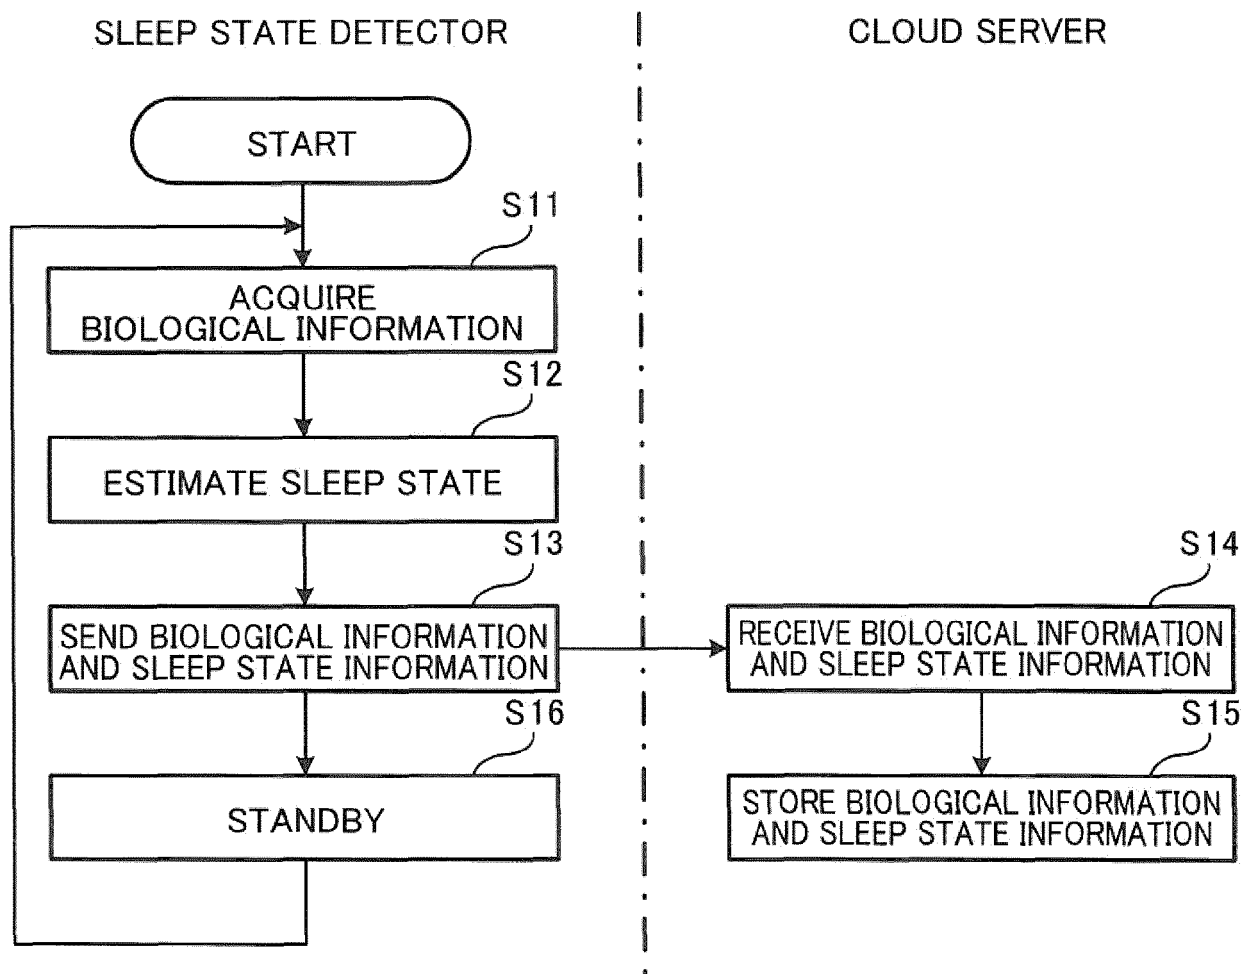 SLEEP STATE DETECTOR
CLOUD SERVER
START
S11
ACQUIRE
BIOLOGICAL INFORMATION
S12
ESTIMATE SLEEP STATE
S13
SEND BIOLOGICAL INFORMATION
AND SLEEP STATE INFORMATION
S14
RECEIVE BIOLOGICAL INFORMATION
AND SLEEP STATE INFORMATION
S16
STANDBY
S15
STORE BIOLOGICAL INFORMATION
AND SLEEP STATE INFORMATION